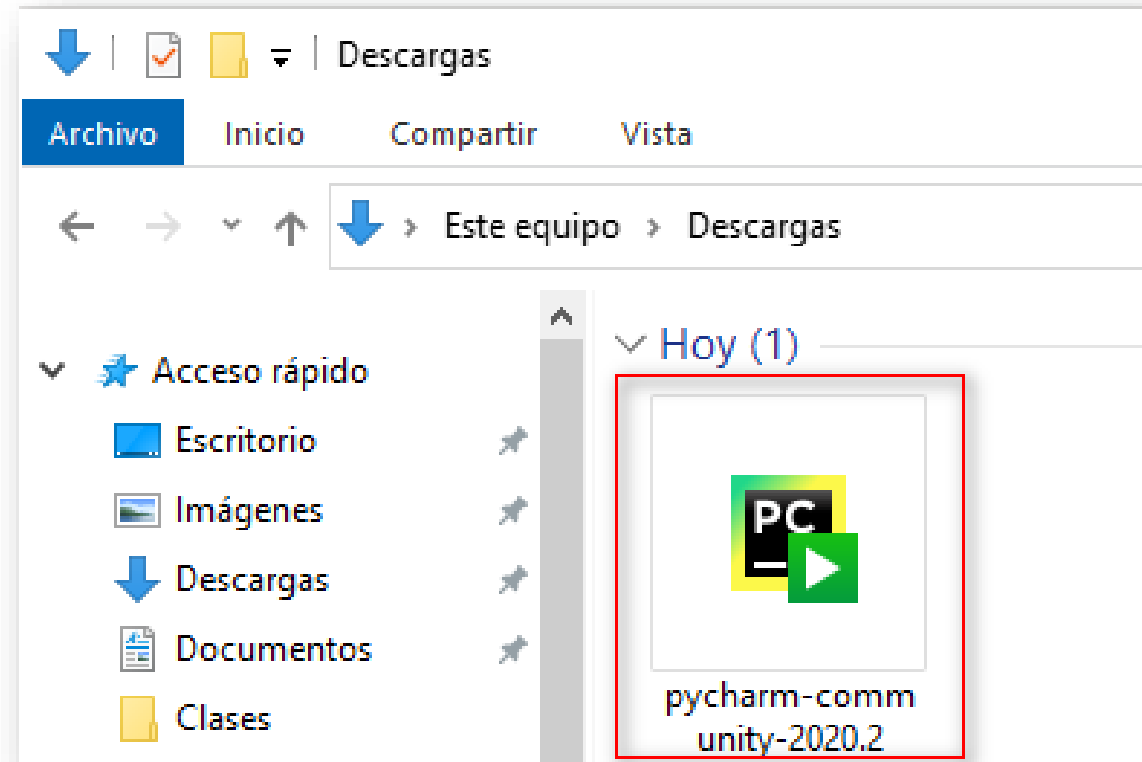 Descargas
Archivo Inicio Compartir Vista
Este equipo > Descargas
Acceso rápido
Escritorio
Imágenes
Descargas
Documentos
Clases
Hoy (1)
PC
pycharm-comm
unity-2020.2